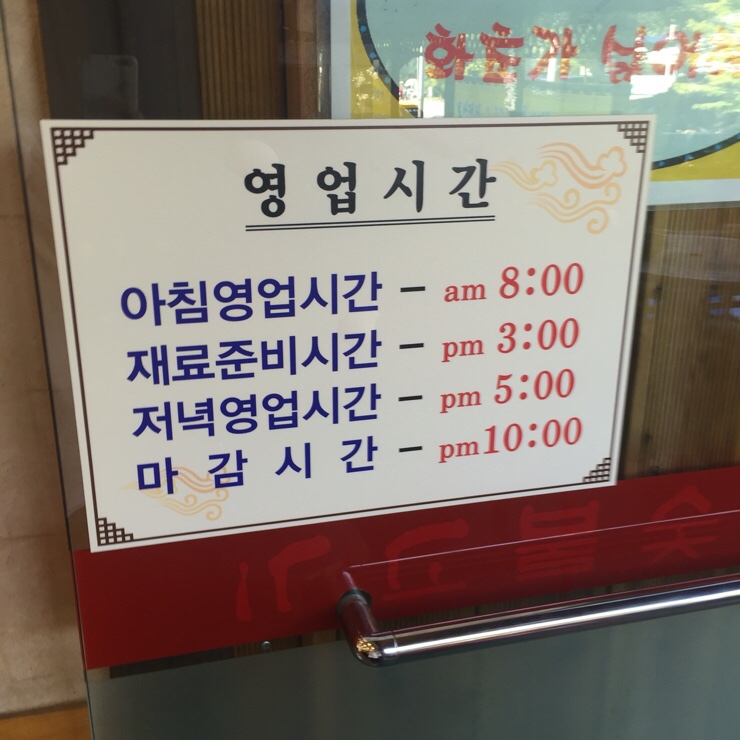 영업시간
아침영업시간 - am 8:00
재료준비시간 - pm 3:00
저녁영업시간 - pm 5:00
마감시간 - pm10:00